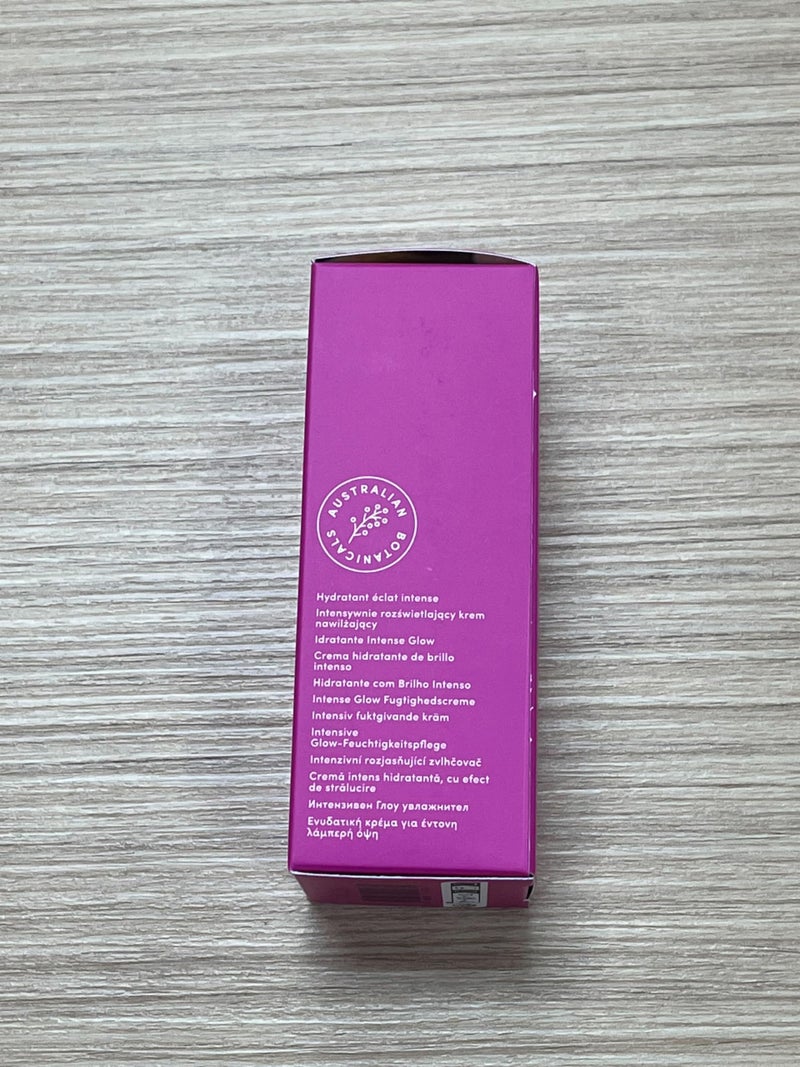 AUSTRALIAN BOTANICALS
Hydratant éclat intense
Intensywnie rozświetlający krem
nawilżający
Idratante Intense Glow
Crema hidratante de brillo
intenso
Hidratante com Brilho Intenso
Intense Glow Fugtighedscreme
Intensiv fuktgivande kräm
Intensive
Glow-Feuchtigkeitspflege
Intenzivní rozjasňující zvlhčovač
Cremă intens hidratantă, cu efect
de strălucire
Интензивен Глоу увлажнител
Ενυδατική κρέμα για έντονη
λάμπερή όψη